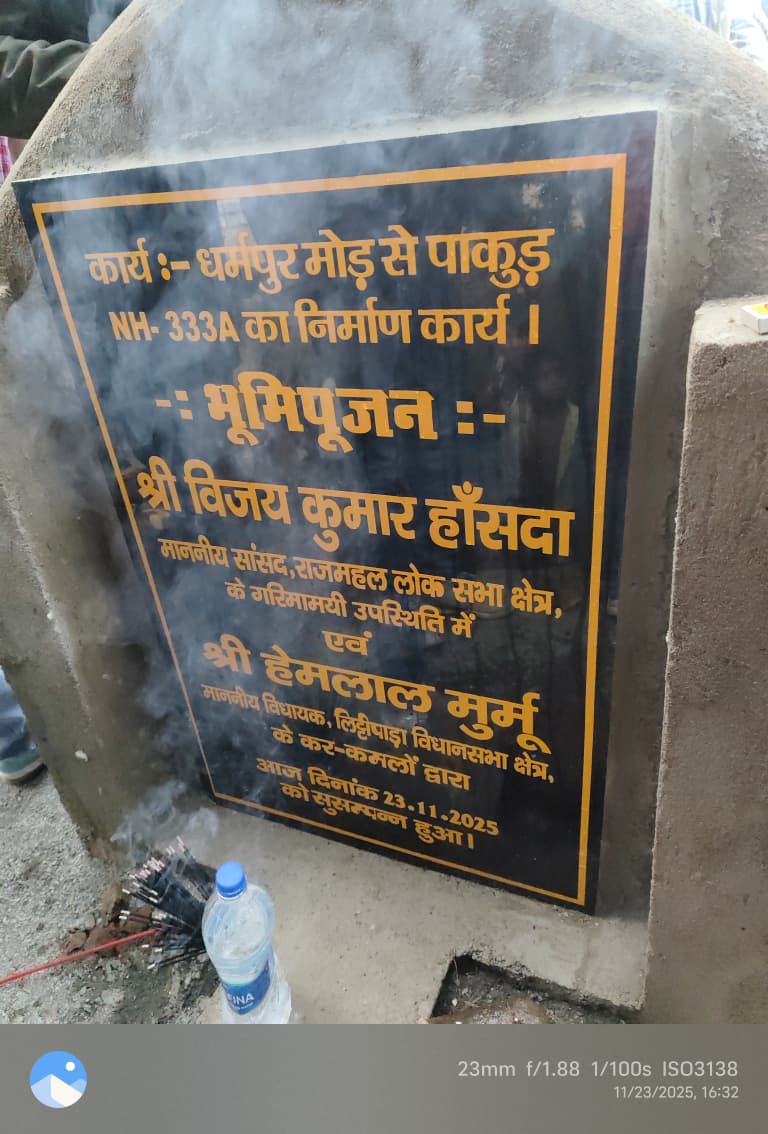 कार्य :- धर्मपुर मोड़ से पाकुड़
NH- 333A का निर्माण कार्य ।
-: भूमिपूजन :-
श्री विजय कुमार हाँसदा
माननीय सांसद, राजमहल लोक सभा क्षेत्र,
के गरिमामयी उपस्थिति में
एवं
श्री हेमलाल मुर्मू
माननीय विधायक, लिट्टीपाड़ा विधानसभा क्षेत्र,
के कर-कमलों द्वारा
आज दिनांक 23.11.2025
को सुसम्पन्न हुआ।
23mm f/1.88 1/100s ISO3138
11/23/2025, 16:32